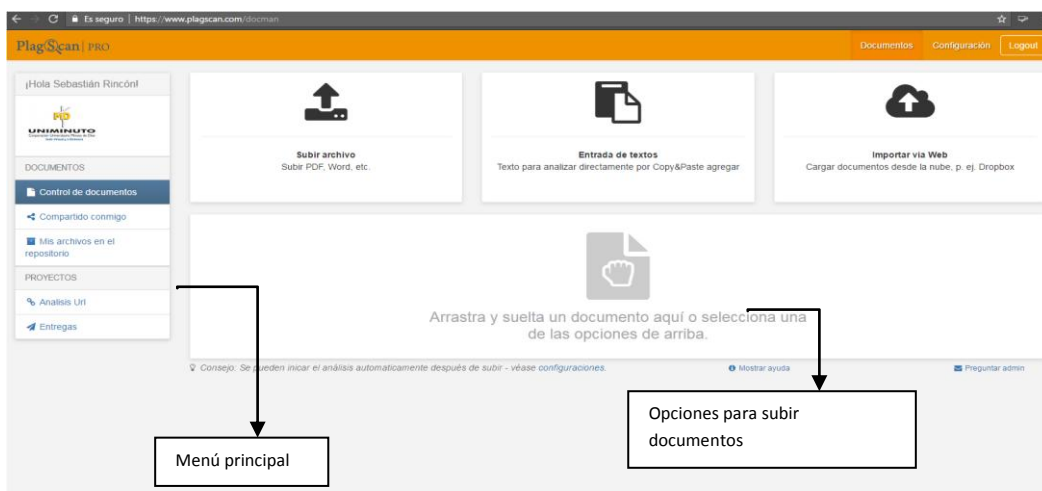 Es seguro | https://www.plagscan.com/docman
PlagScan | PRO
Documentos
Configuración
Logout
¡Hola Sebastián Rincón!
UNIMINUTO
DOCUMENTOS
Control de documentos
Compartido conmigo
Mis archivos en el
repositorio
PROYECTOS
Analisis Url
Entregas
Subir archivo
Subir PDF, Word, etc.
Entrada de textos
Texto para analizar directamente por Copy&Paste agregar
Importar via Web
Cargar documentos desde la nube, p. ej. Dropbox
Arrastra y suelta un documento aquí o selecciona una
de las opciones de arriba.
Consejo: Se pueden inicar el análisis automaticamente después de subir - véase configuraciones.
Mostrar ayuda
Preguntar admin
Menú principal
Opciones para subir
documentos